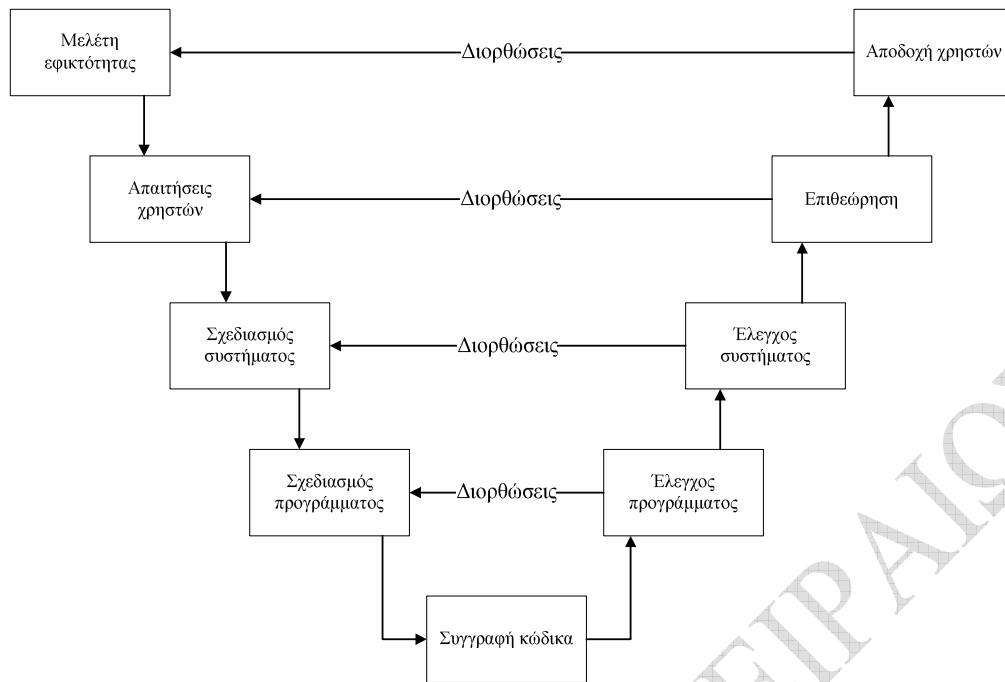 Μελέτη
εφικτότητας
Διορθώσεις
Αποδοχή χρηστών
Απαιτήσεις
χρηστών
Διορθώσεις
Επιθεώρηση
Σχεδιασμός
συστήματος
Διορθώσεις
Έλεγχος
συστήματος
Σχεδιασμός
προγράμματος
Διορθώσεις
Έλεγχος
προγράμματος
Συγγραφή κώδικα